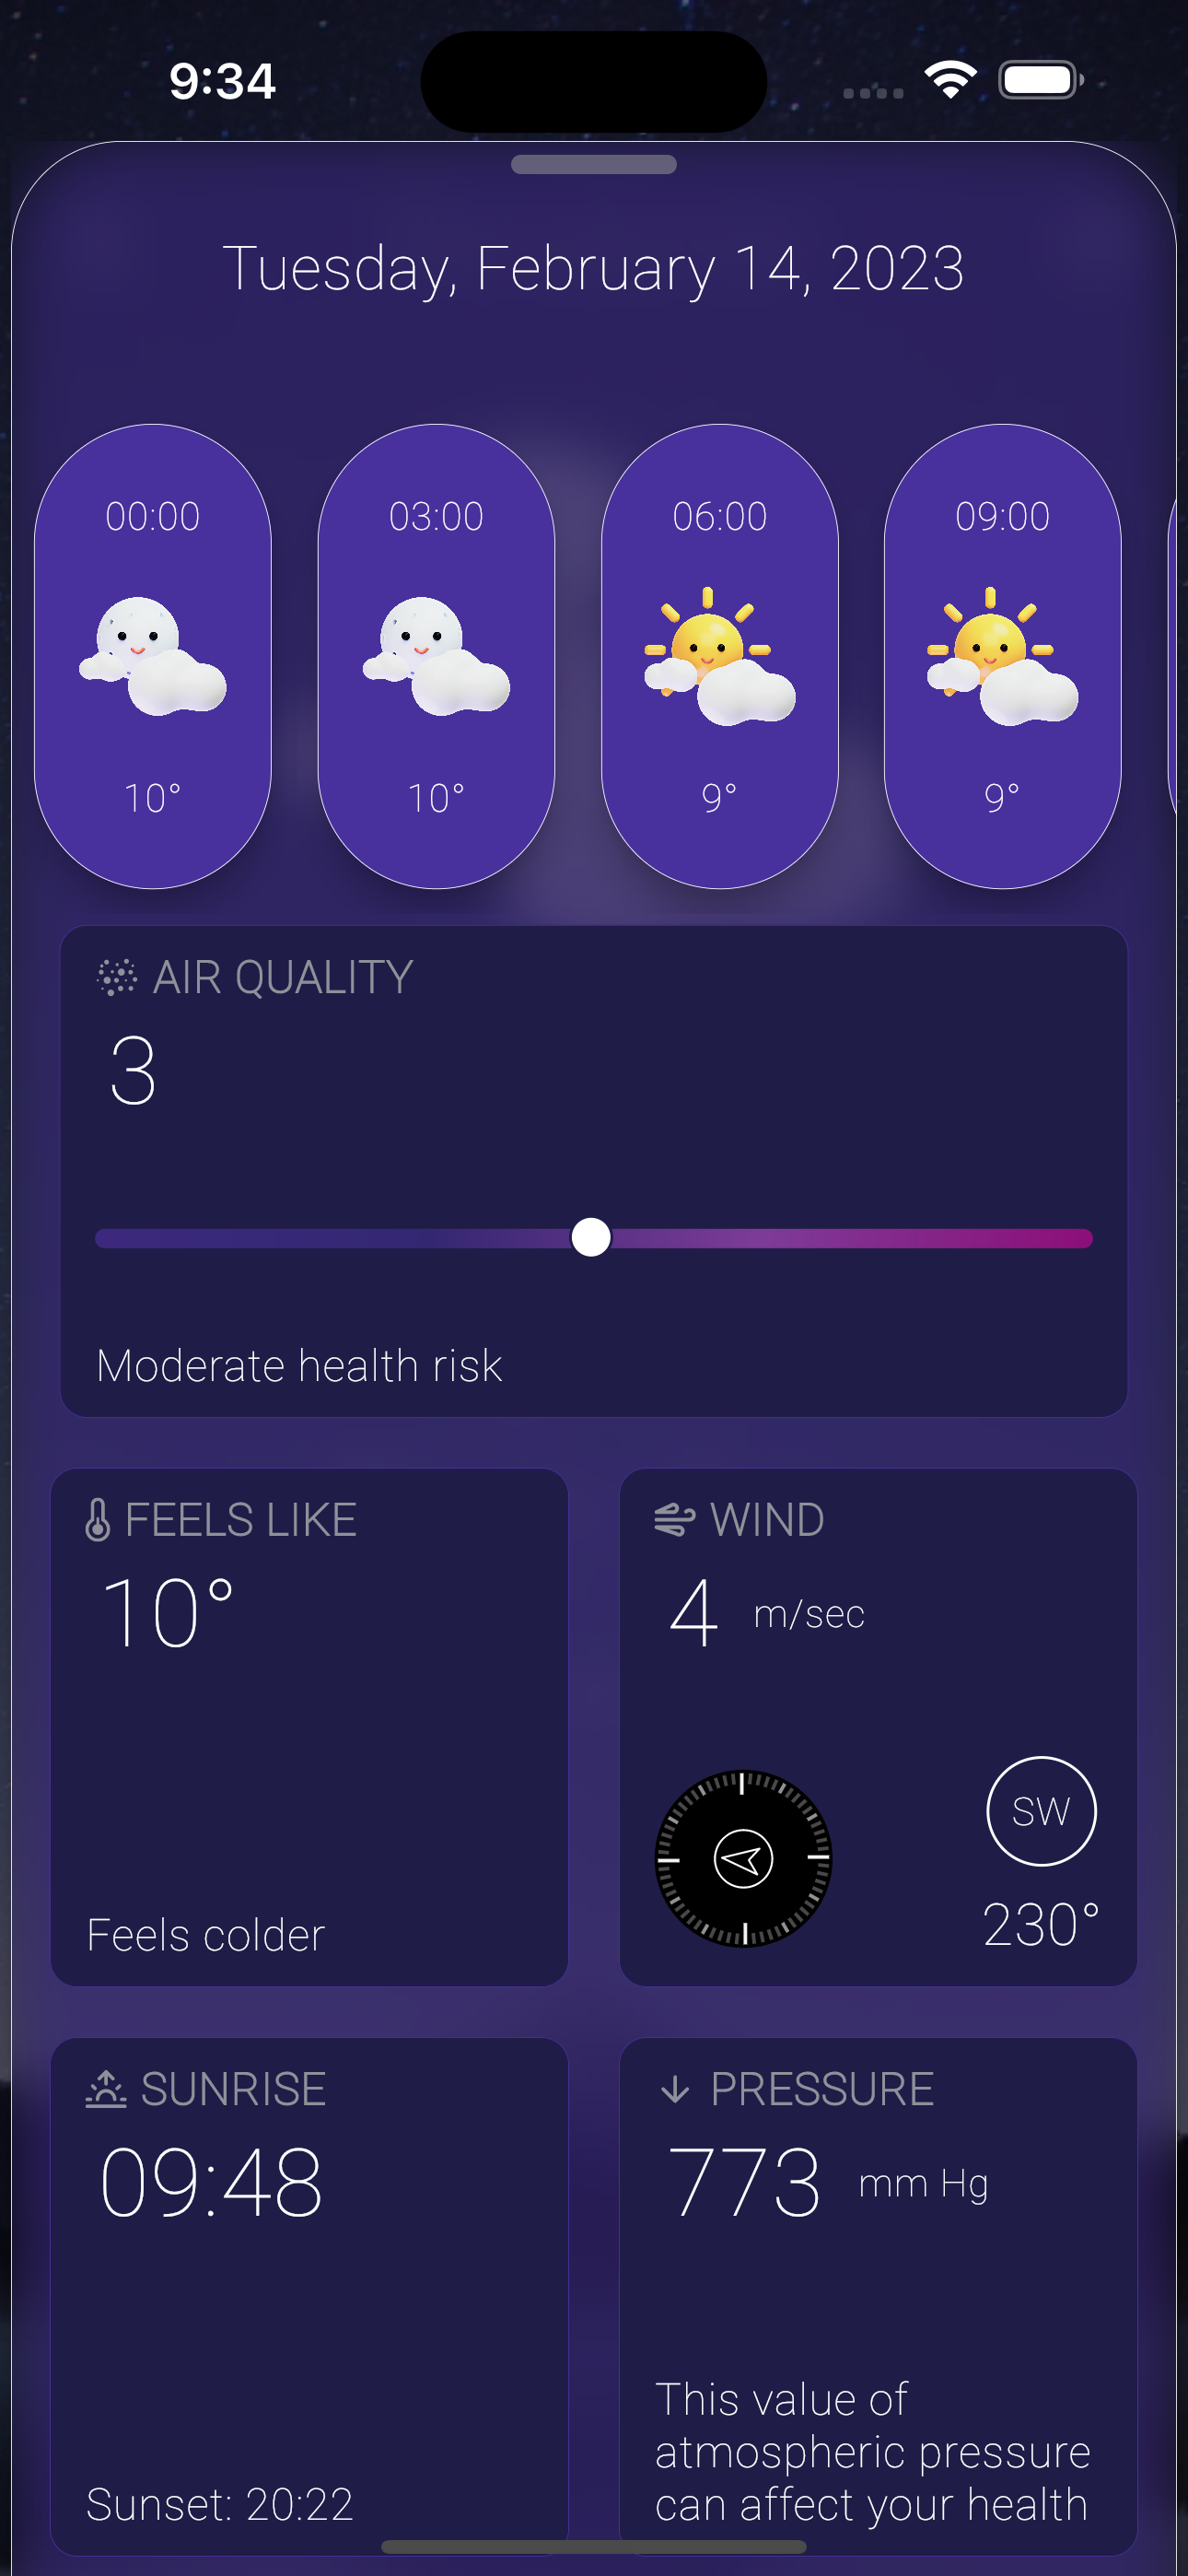 9:34
Tuesday, February 14, 2023
00:00
03:00
06:00
09:00
10°
10°
9°
9°
AIR QUALITY
3
Moderate health risk
FEELS LIKE
10°
Feels colder
WIND
4 m/sec
SW
230°
SUNRISE
09:48
Sunset: 20:22
PRESSURE
773 mm Hg
This value of
atmospheric pressure
can affect your health